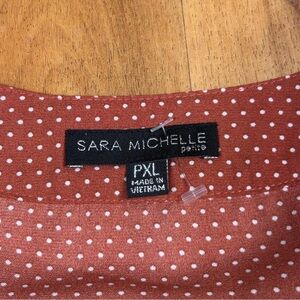 SARA MICHELLE
petite
PXL
MADE IN
VIETNAM